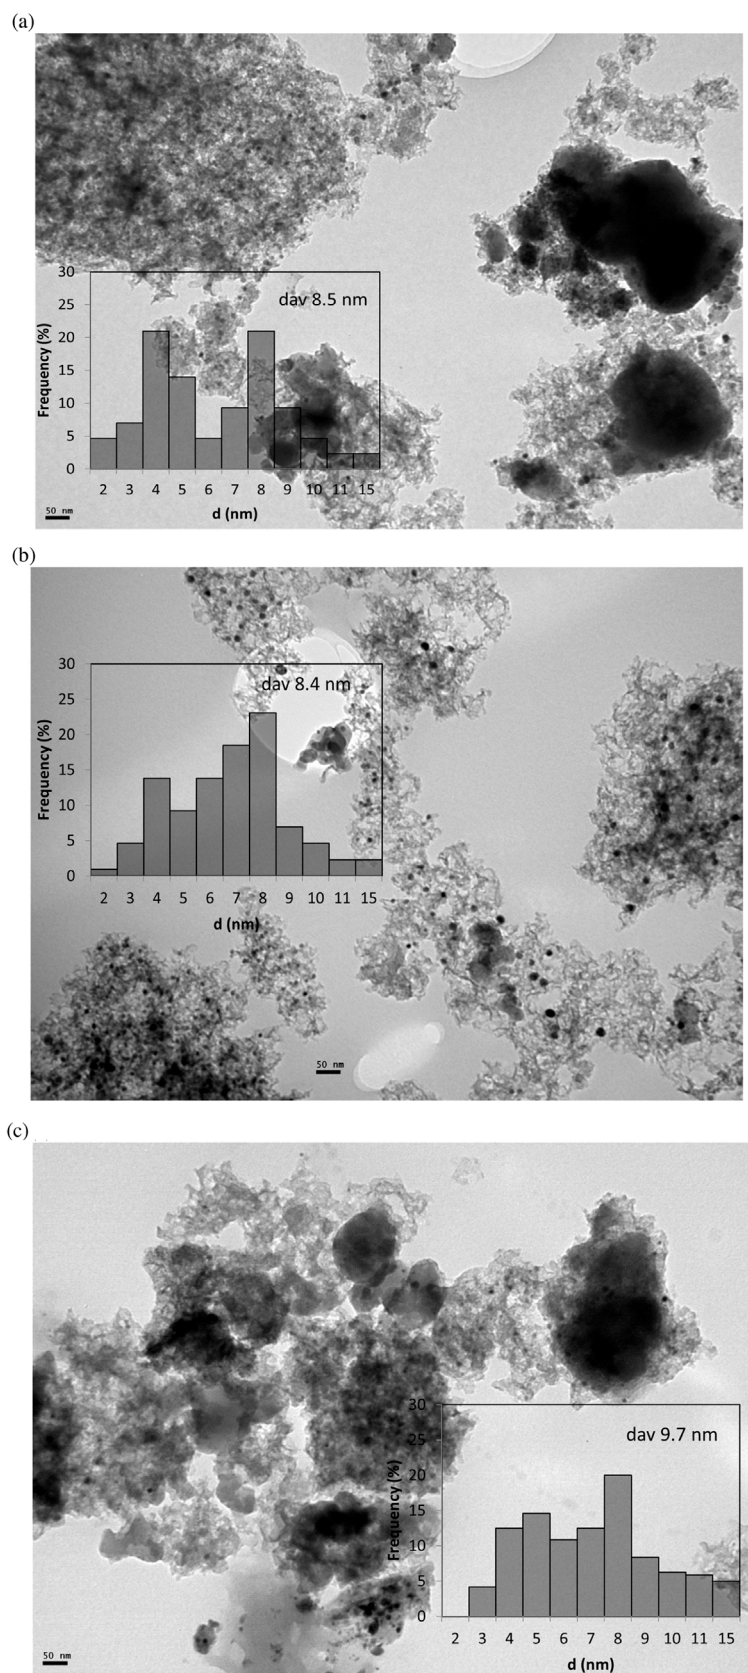 (a)
30
dav 8.5 nm
25
20
15
10
5
0
Frequency (%)
2 3 4 5 6 7 8 9 10 11 15
d (nm)
50 nm
(b)
30
dav 8.4 nm
25
20
15
10
5
0
Frequency (%)
2 3 4 5 6 7 8 9 10 11 15
d (nm)
50 nm
(c)
30
dav 9.7 nm
25
20
15
10
5
0
Frequency (%)
2 3 4 5 6 7 8 9 10 11 15
d (nm)
50 nm